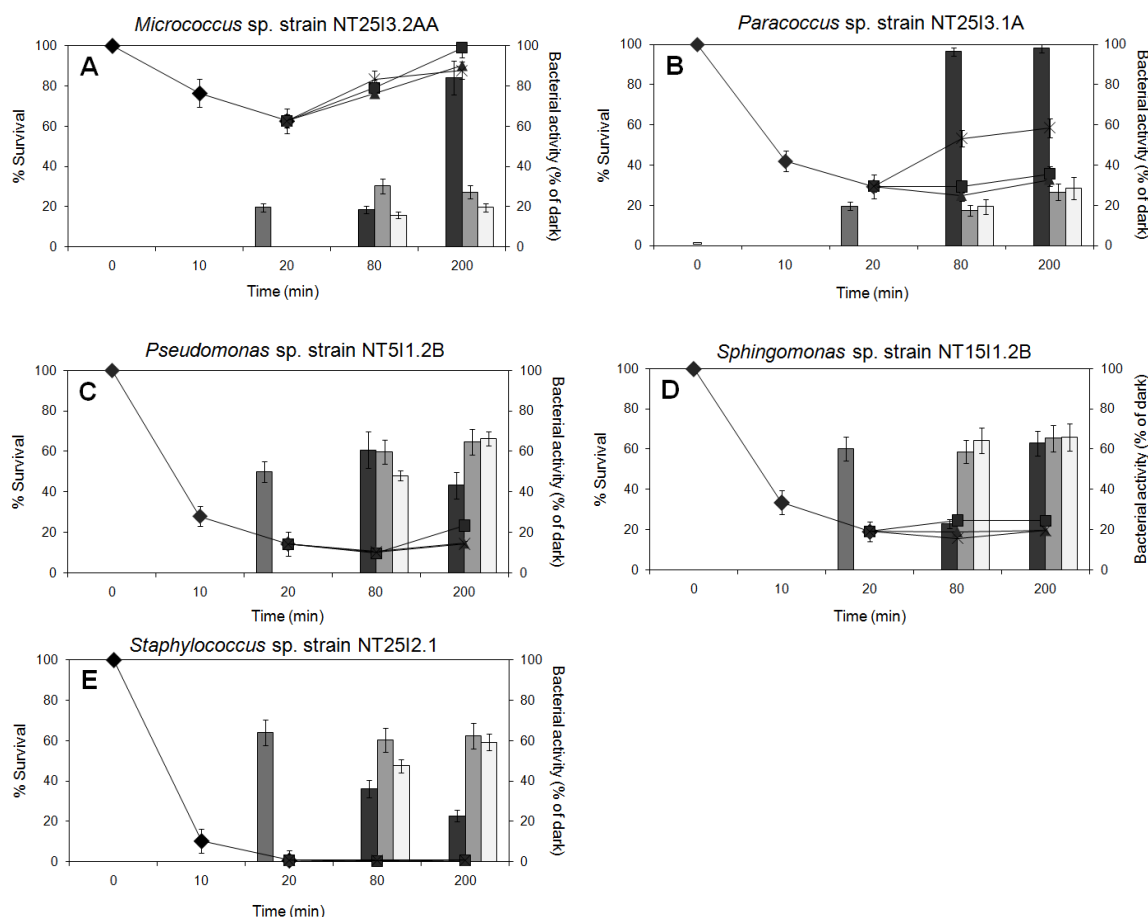 Micrococcus sp. strain NT25I3.2AA
A
100
80
60
40
20
0
% Survival
100
80
60
40
20
0
Bacterial activity (% of dark)
0 10 20 80 200
Time (min)
Paracoccus sp. strain NT25I3.1A
B
100
80
60
40
20
0
% Survival
100
80
60
40
20
0
Bacterial activity (% of dark)
0 10 20 80 200
Time (min)
Pseudomonas sp. strain NT5I1.2B
C
100
80
60
40
20
0
% Survival
100
80
60
40
20
0
Bacterial activity (% of dark)
0 10 20 80 200
Time (min)
Sphingomonas sp. strain NT15I1.2B
D
100
80
60
40
20
0
% Survival
100
80
60
40
20
0
Bacterial activity (% of dark)
0 10 20 80 200
Time (min)
Staphylococcus sp. strain NT25I2.1
E
100
80
60
40
20
0
% Survival
100
80
60
40
20
0
Bacterial activity (% of dark)
0 10 20 80 200
Time (min)